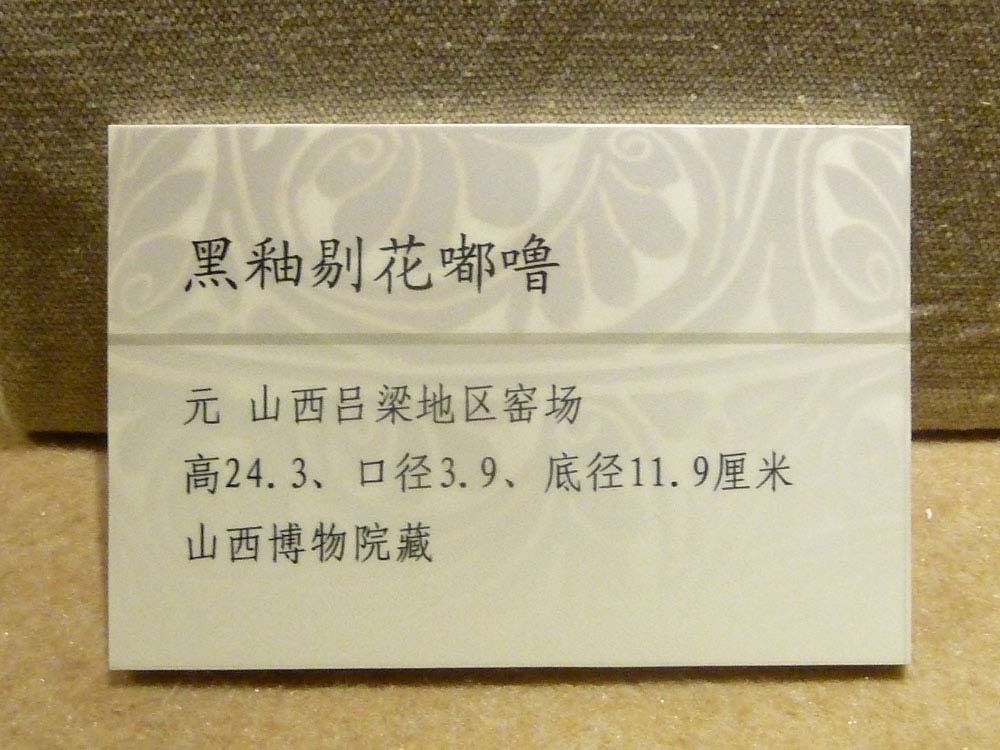 黑釉剔花嘟噜
元 山西吕梁地区窑场
高24.3、口径3.9、底径11.9厘米
山西博物院藏